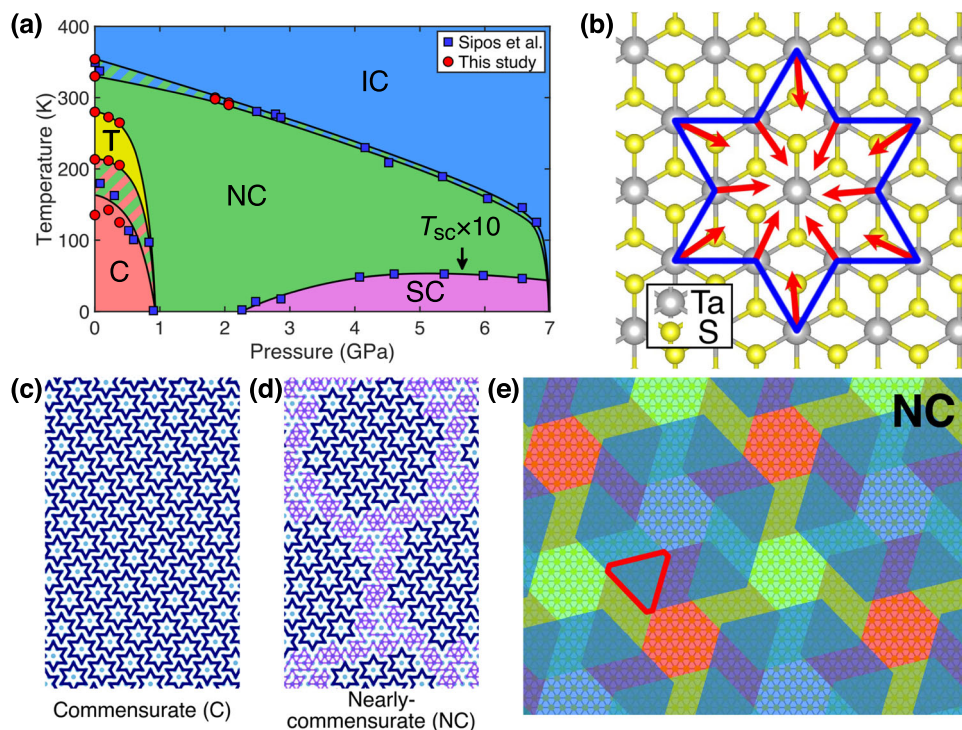 (a)
400
300
200
100
0
Temperature (K)
0 1 2 3 4 5 6 7
Pressure (GPa)
Sipos et al.
This study
IC
T
NC
C
T_SC×10
SC
(b)
Ta
S
(c)
Commensurate (C)
(d)
Nearly-
commensurate (NC)
(e)
NC